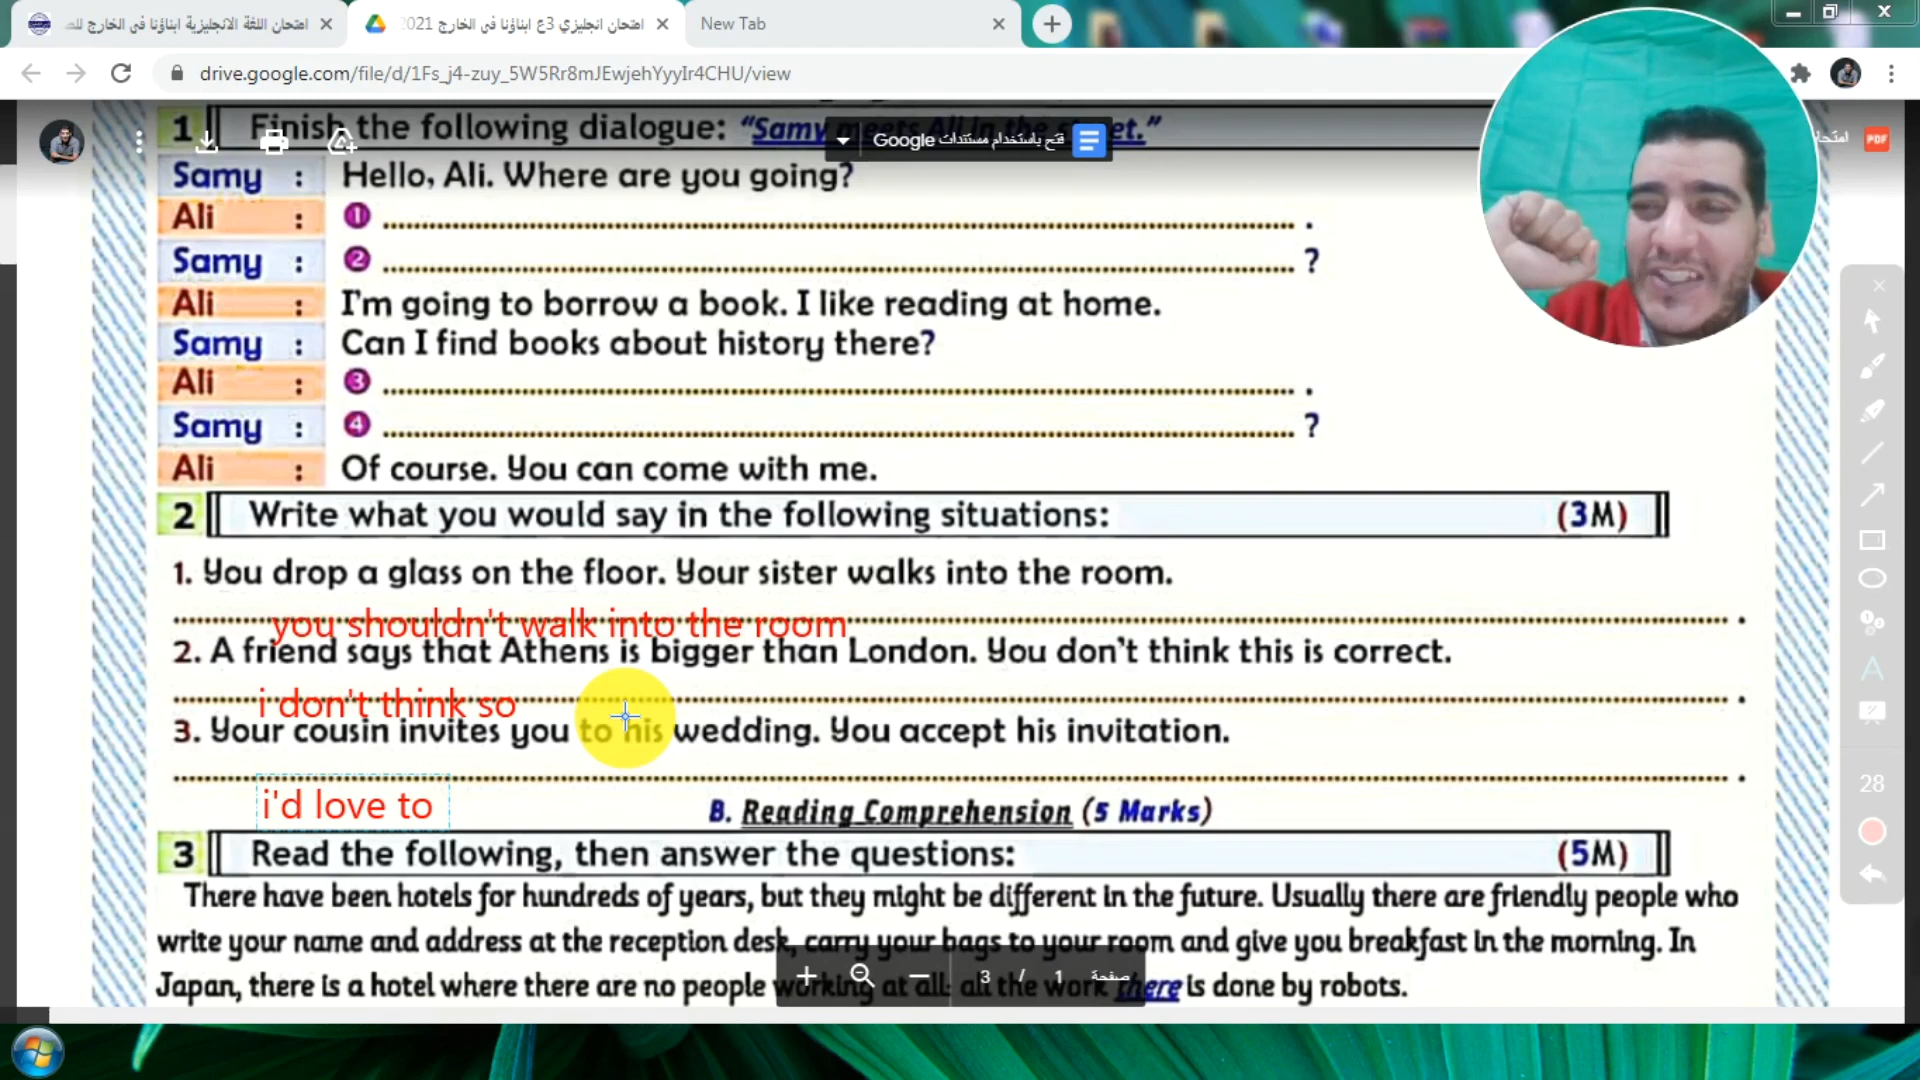 امتحان اللغة الانجليزية ابناؤنا فى الخارج للد
امتحان انجليزي 3ع ابناؤنا فى الخارج 2021
New Tab
drive.google.com/file/d/1Fs_j4-zuy_5W5Rr8mJEwjehYyyIr4CHU/view
1 Finish the following dialogue: "Samy meets Ali in the street."
فتح باستخدام مستندات Google
PDF
Samy : Hello, Ali. Where are you going?
Ali : ❶ .
Samy : ❷ ?
Ali : I'm going to borrow a book. I like reading at home.
Samy : Can I find books about history there?
Ali : ❸ .
Samy : ❹ ?
Ali : Of course. You can come with me.
2 Write what you would say in the following situations: (3M)
1. You drop a glass on the floor. Your sister walks into the room.
you shouldn't walk into the room .
2. A friend says that Athens is bigger than London. You don't think this is correct.
i don't think so .
3. Your cousin invites you to his wedding. You accept his invitation.
i'd love to
B. Reading Comprehension (5 Marks)
3 Read the following, then answer the questions: (5M)
There have been hotels for hundreds of years, but they might be different in the future. Usually there are friendly people who
write your name and address at the reception desk, carry your bags to your room and give you breakfast in the morning. In
Japan, there is a hotel where there are no people working at all: all the work there is done by robots.
صفحة 1 / 3
28